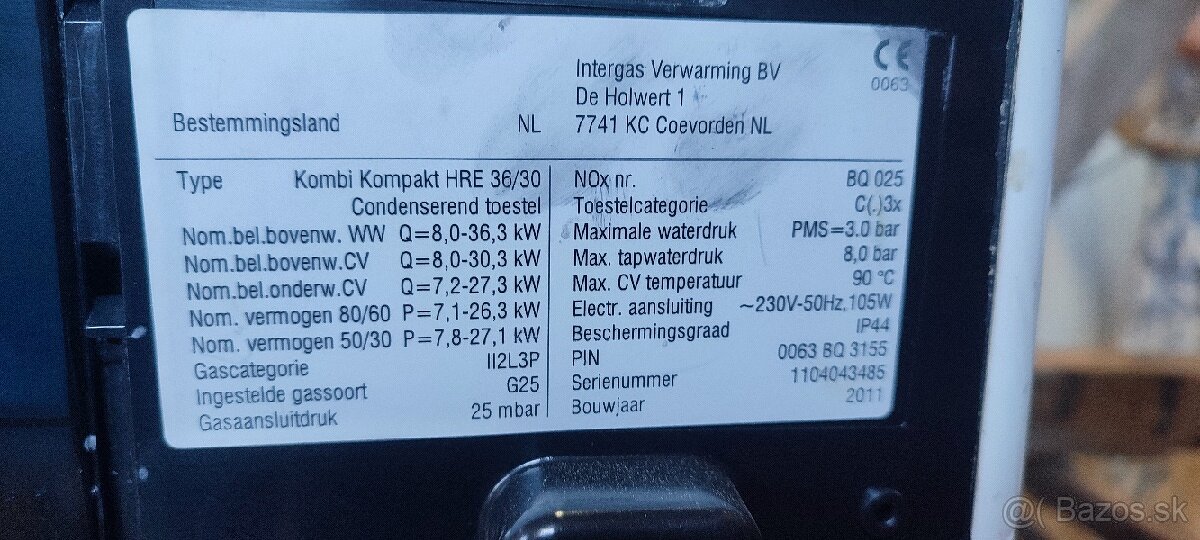 CE
0063
Intergas Verwarming BV
De Holwert 1
Bestemmingsland NL 7741 KC Coevorden NL
Type Kombi Kompakt HRE 36/30
Condenserend toestel
Nom.bel.bovenw. WW Q=8,0-36,3 kW
Nom.bel.bovenw.CV Q=8,0-30,3 kW
Nom.bel.onderw.CV Q=7,2-27,3 kW
Nom. vermogen 80/60 P=7,1-26,3 kW
Nom. vermogen 50/30 P=7,8-27,1 kW
Gascategorie II2L3P
Ingestelde gassoort G25
Gasaansluitdruk 25 mbar
NOx nr. BQ 025
Toestelcategorie C(.)3x
Maximale waterdruk PMS=3.0 bar
Max. tapwaterdruk 8,0 bar
Max. CV temperatuur 90 °C
Electr. aansluiting ~230V-50Hz, 105W
Beschermingsgraad IP44
PIN 0063 BQ 3155
Serienummer 1104043485
Bouwjaar 2011
Bazos.sk